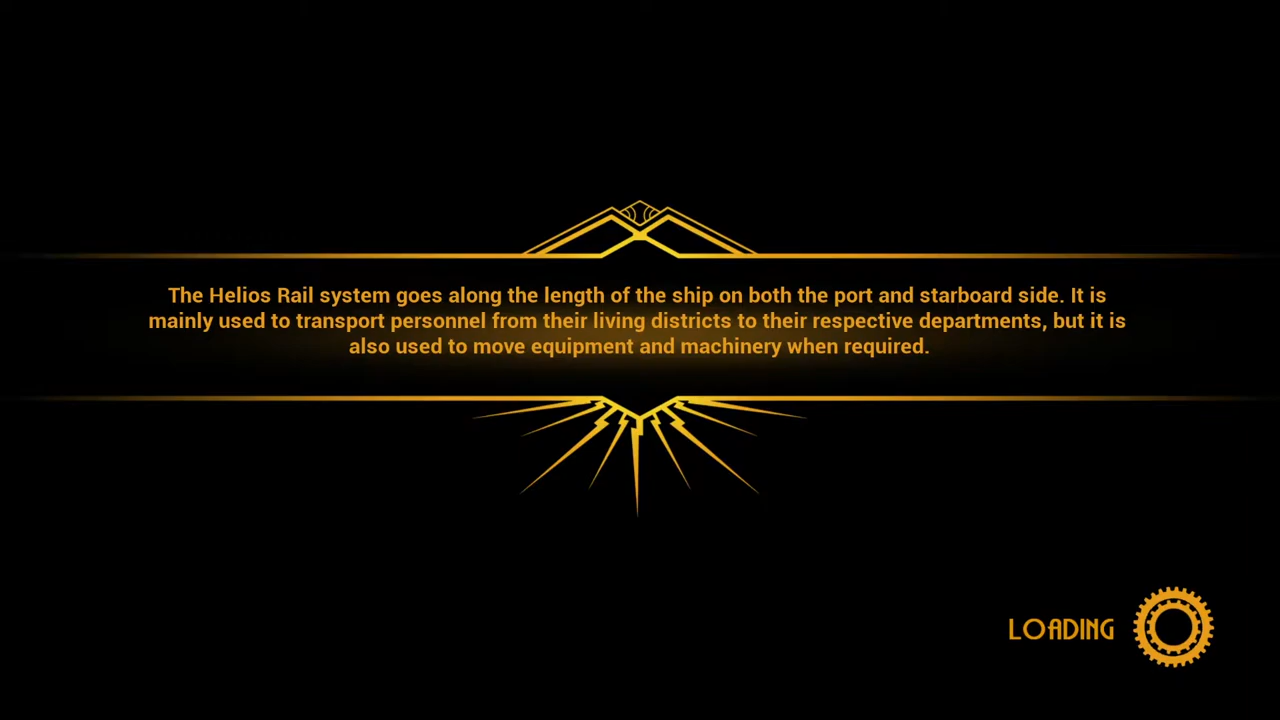 The Helios Rail system goes along the length of the ship on both the port and starboard side. It is
mainly used to transport personnel from their living districts to their respective departments, but it is
also used to move equipment and machinery when required.
LOADING